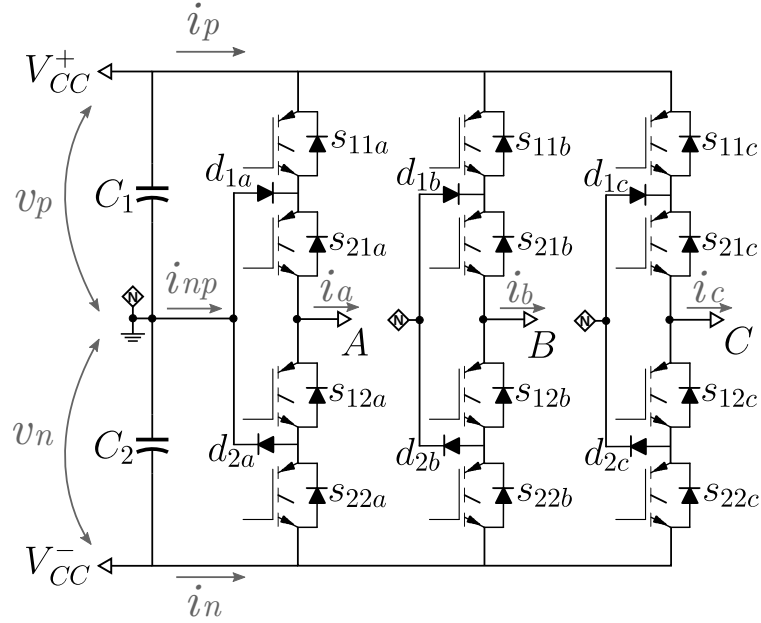 i_p
V_CC^+
s_11a
s_11b
s_11c
d_1a
d_1b
d_1c
v_p
C_1
s_21a
s_21b
s_21c
i_np
i_a
i_b
i_c
N
N
N
A
B
C
s_12a
s_12b
s_12c
v_n
C_2
d_2a
d_2b
d_2c
s_22a
s_22b
s_22c
V_CC^-
i_n